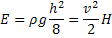 E = ρg h²/8 = v²/2 H